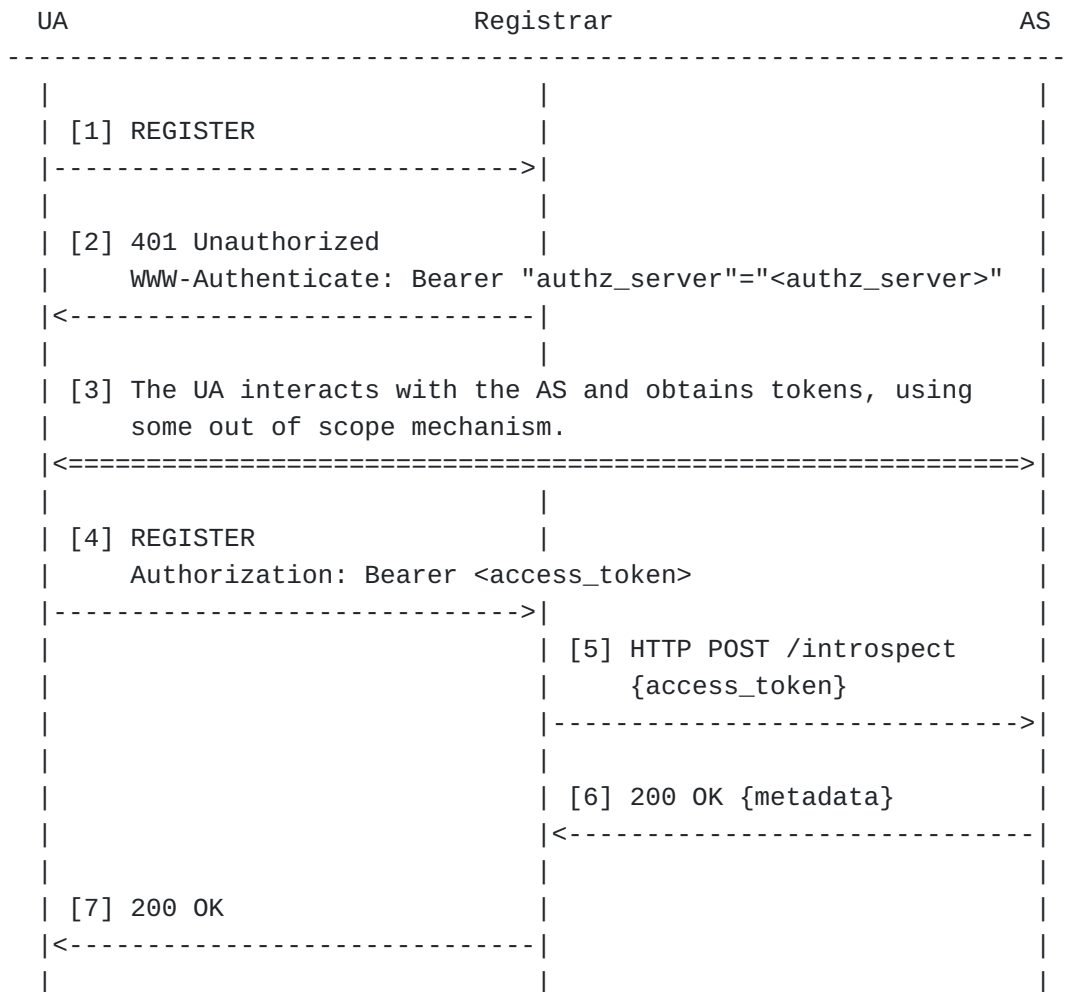 UA Registrar AS
[1] REGISTER
[2] 401 Unauthorized
WWW-Authenticate: Bearer "authz_server"="<authz_server>"
[3] The UA interacts with the AS and obtains tokens, using
some out of scope mechanism.
[4] REGISTER
Authorization: Bearer <access_token>
[5] HTTP POST /introspect
{access_token}
[6] 200 OK {metadata}
[7] 200 OK